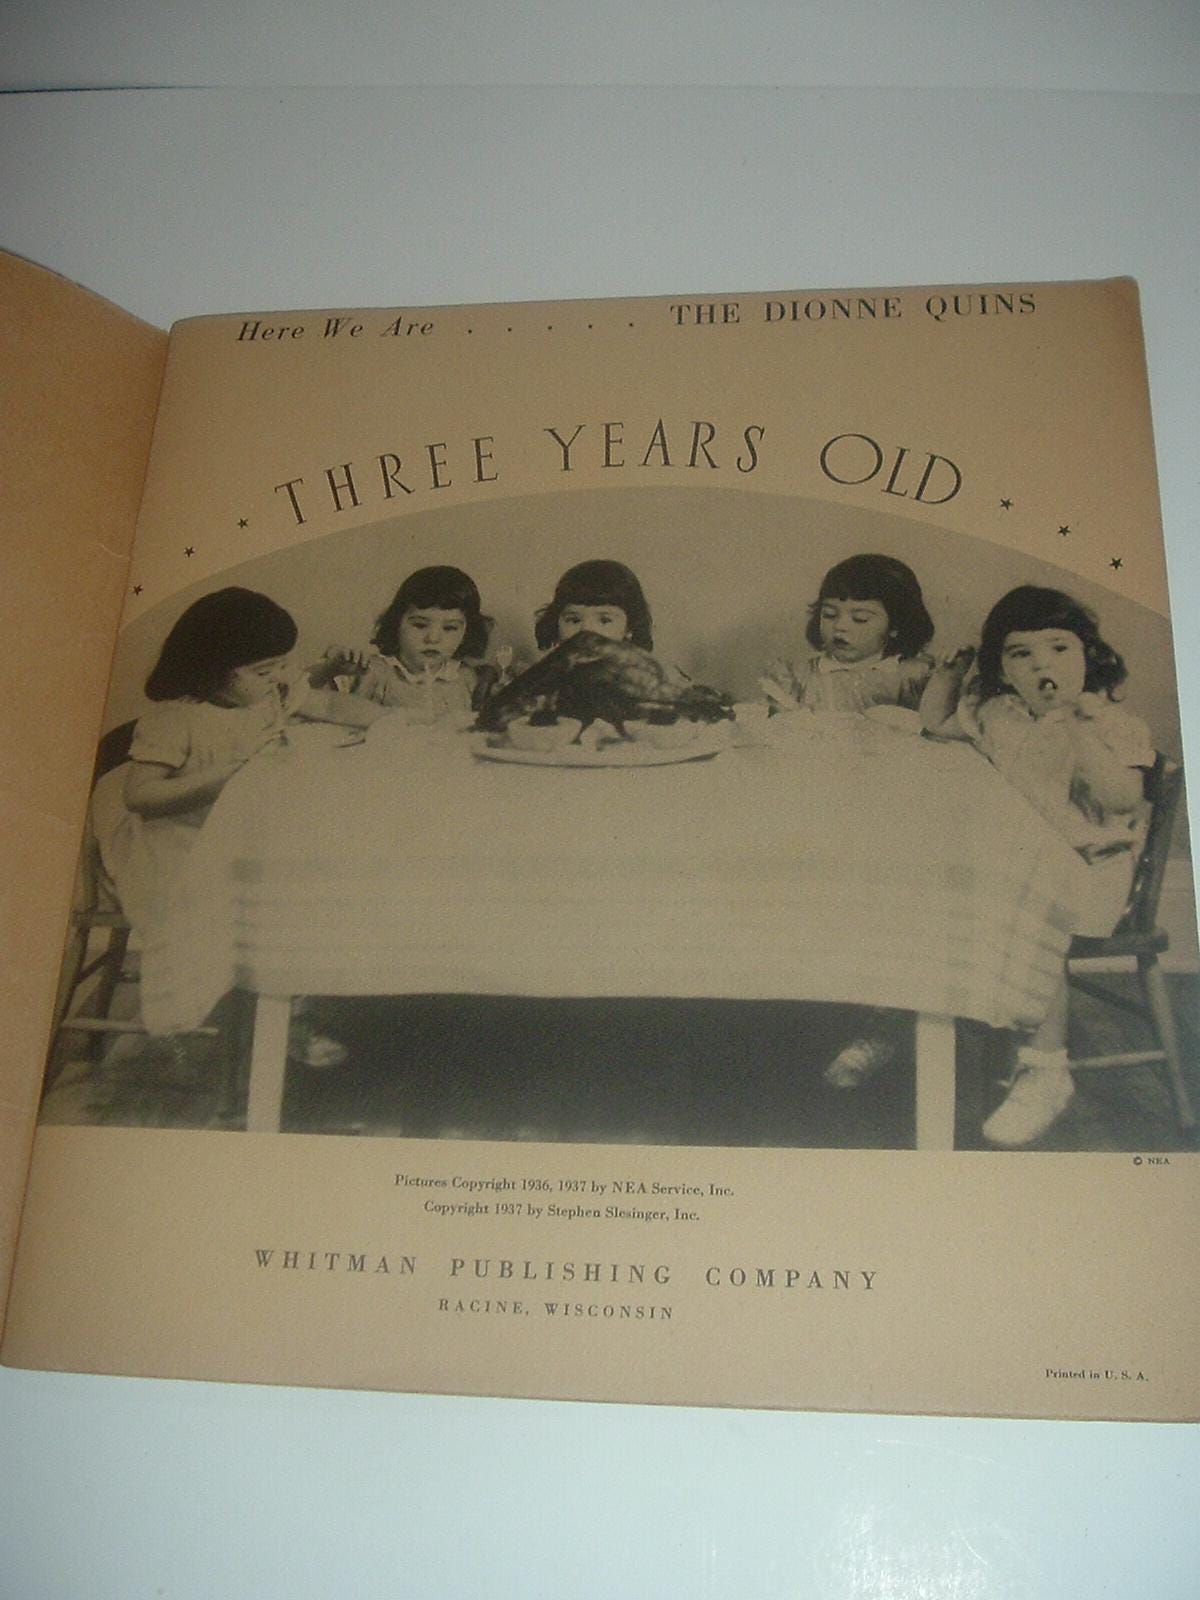 Here We Are . . . . . THE DIONNE QUINS
THREE YEARS OLD
© NEA
Pictures Copyright 1936, 1937 by NEA Service, Inc.
Copyright 1937 by Stephen Slesinger, Inc.
WHITMAN PUBLISHING COMPANY
RACINE, WISCONSIN
Printed in U. S. A.